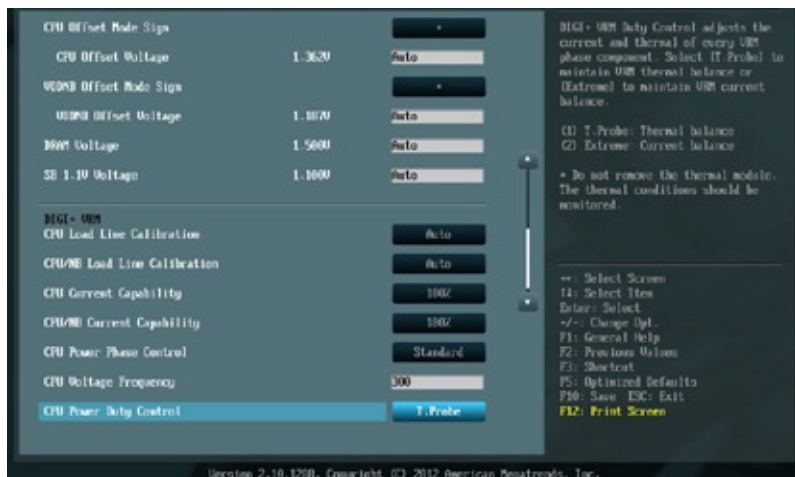 CPU Offset Mode Sign
CPU Offset Voltage 1.362V Auto
VDDNB Offset Mode Sign
VDDNB Offset Voltage 1.187V Auto
DRAM Voltage 1.500V Auto
SB 1.1V Voltage 1.100V Auto
DIGI+ VRM
CPU Load Line Calibration Auto
CPU/NB Load Line Calibration Auto
CPU Current Capability 100%
CPU/NB Current Capability 100%
CPU Power Phase Control Standard
CPU Voltage Frequency 300
CPU Power Duty Control T.Probe
DIGI+ VRM Duty Control adjusts the
current and thermal of every VRM
phase component. Select [T.Probe] to
maintain VRM thermal balance or
[Extreme] to maintain VRM current
balance.
(1) T.Probe: Thermal balance
(2) Extreme: Current balance
* Do not remove the thermal module.
The thermal conditions should be
monitored.
→←: Select Screen
↑↓: Select Item
Enter: Select
+/-: Change Opt.
F1: General Help
F2: Previous Values
F3: Shortcut
F5: Optimized Defaults
F10: Save ESC: Exit
F12: Print Screen
Version 2.10.1208. Copyright (C) 2012 American Megatrends, Inc.